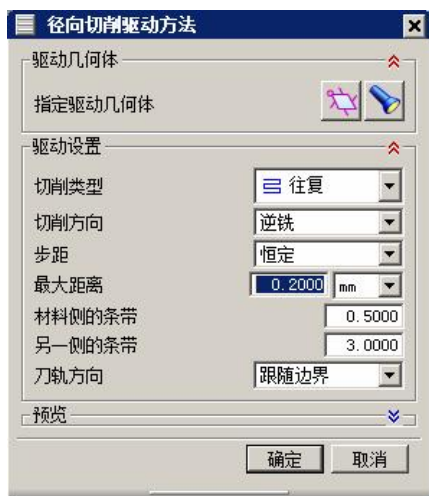 径向切削驱动方法
驱动几何体
指定驱动几何体
驱动设置
切削类型 往复
切削方向 逆铣
步距 恒定
最大距离 0.2000 mm
材料侧的条带 0.5000
另一侧的条带 3.0000
刀轨方向 跟随边界
预览
确定 取消